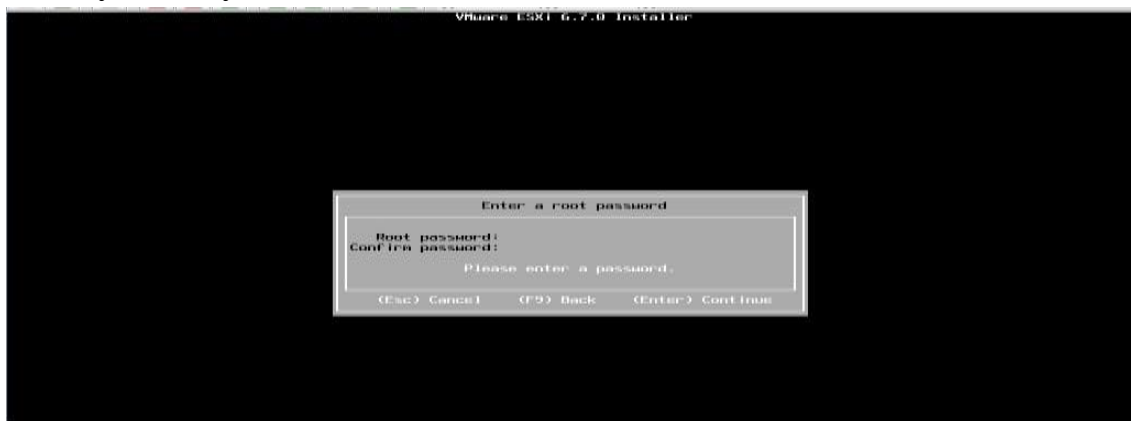 VMware ESXi 6.7.0 Installer
Enter a root password
Root password:
Confirm password:
Please enter a password.
(Esc) Cancel (F9) Back (Enter) Continue